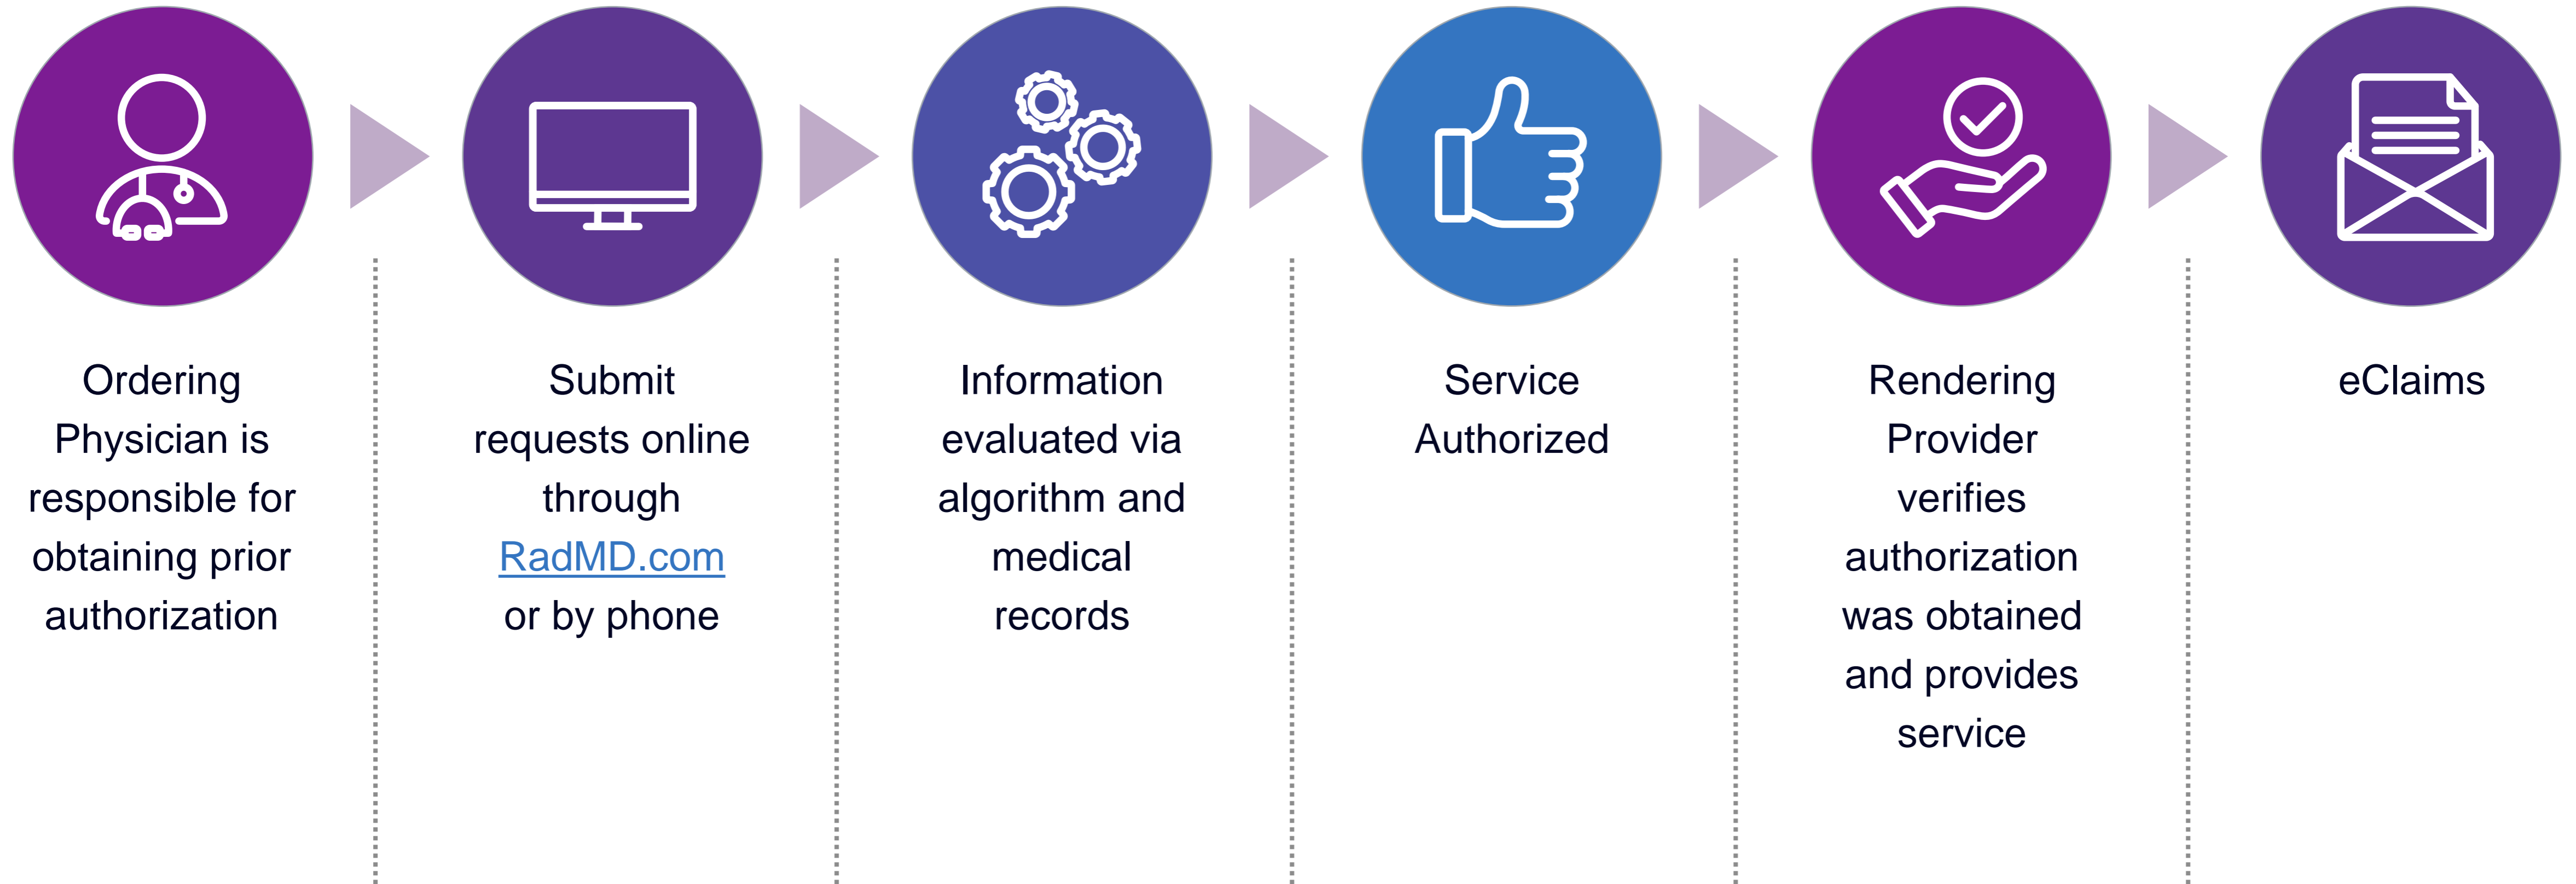 Ordering
Physician is
responsible for
obtaining prior
authorization
Submit
requests online
through
RadMD.com
or by phone
Information
evaluated via
algorithm and
medical
records
Service
Authorized
Rendering
Provider
verifies
authorization
was obtained
and provides
service
eClaims